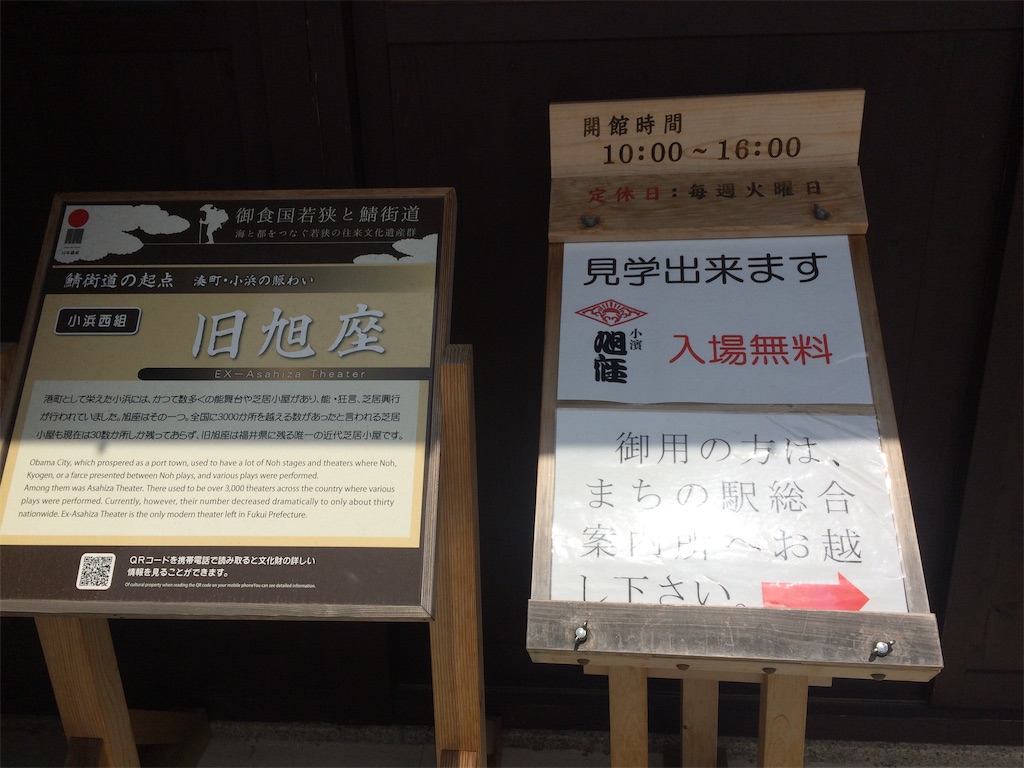 御食国若狭と鯖街道
海と都をつなぐ若狭の往来文化遺産群
鯖街道の起点 湊町・小浜の賑わい
小浜西組
旧旭座
EX-Asahiza Theater
港町として栄えた小浜には、かつて数多くの能舞台や芝居小屋があり、能・狂言、芝居興行
が行われていました。旭座はその一つ。全国に3000か所を越える数があったと言われる芝居
小屋も現在は30数か所しか残っておらず、旧旭座は福井県に残る唯一の近代芝居小屋です。
Obama City, which prospered as a port town, used to have a lot of Noh stages and theaters where Noh,
Kyogen, or a farce presented between Noh plays, and various plays were performed.
Among them was Asahiza Theater. There used to be over 3,000 theaters across the country where various
plays were performed. Currently, however, their number decreased dramatically to only about thirty
nationwide. Ex-Asahiza Theater is the only modern theater left in Fukui Prefecture.
QRコードを携帯電話で読み取ると文化財の詳しい
情報を見ることができます。
Of cultural property when reading the QR code on your mobile phone You can see detailed information.
開館時間
10:00~16:00
定休日:毎週火曜日
見学出来ます
小濱
旭座
入場無料
御用の方は、
まちの駅総合
案内所へお越
し下さい。